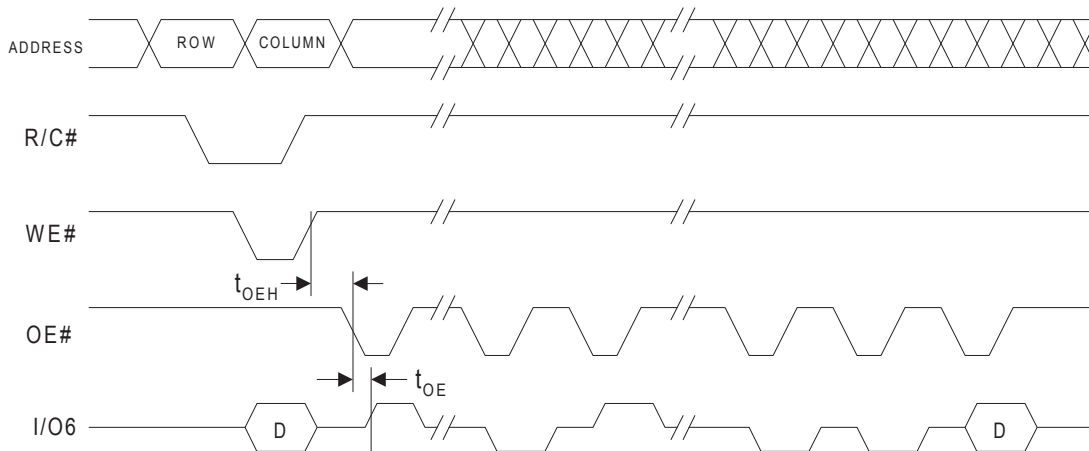 ADDRESS ROW COLUMN
R/C#
WE#
tOEH
OE#
tOE
I/O6 D D